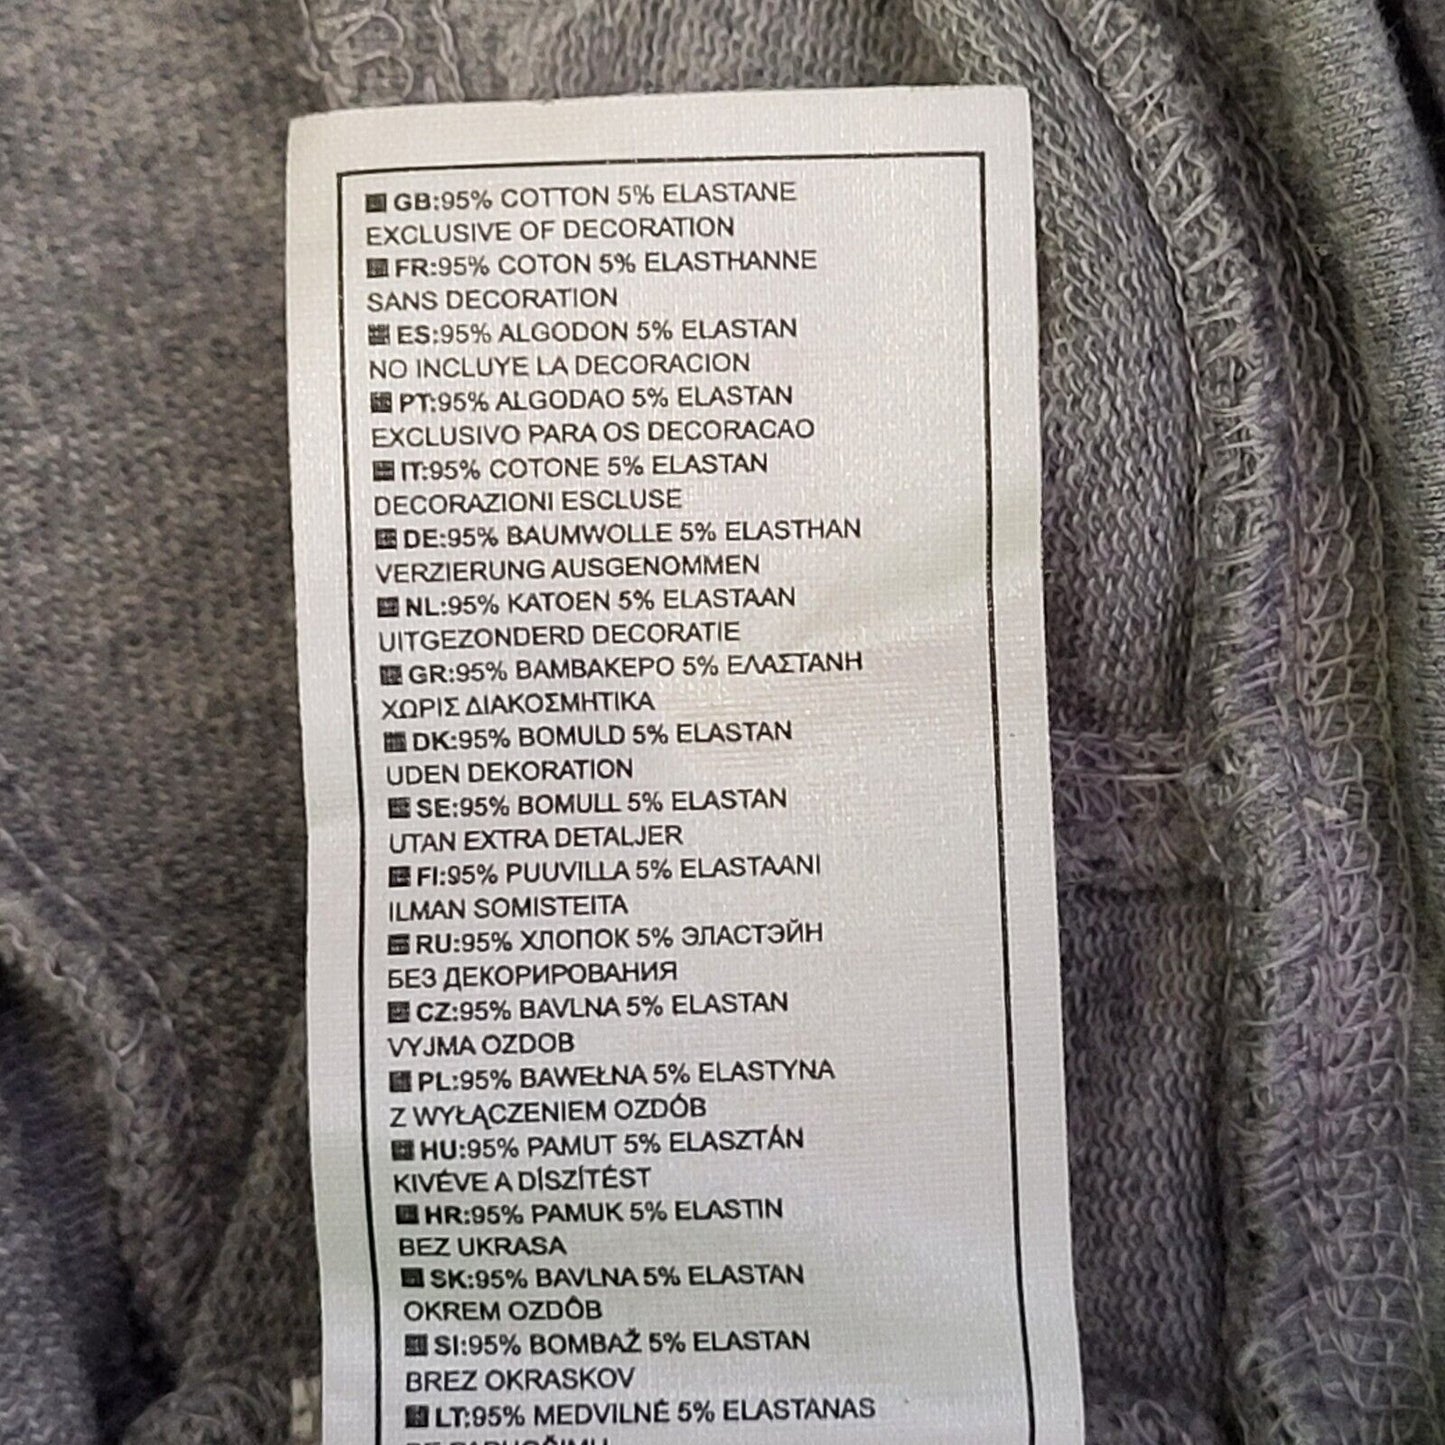 GB:95% COTTON 5% ELASTANE
EXCLUSIVE OF DECORATION
FR:95% COTON 5% ELASTHANNE
SANS DECORATION
ES:95% ALGODON 5% ELASTAN
NO INCLUYE LA DECORACION
PT:95% ALGODAO 5% ELASTAN
EXCLUSIVO PARA OS DECORACAO
IT:95% COTONE 5% ELASTAN
DECORAZIONI ESCLUSE
DE:95% BAUMWOLLE 5% ELASTHAN
VERZIERUNG AUSGENOMMEN
NL:95% KATOEN 5% ELASTAAN
UITGEZONDERD DECORATIE
GR:95% ΒΑΜΒΑΚΕΡΟ 5% ΕΛΑΣΤΑΝΗ
ΧΩΡΙΣ ΔΙΑΚΟΣΜΗΤΙΚΑ
DK:95% BOMULD 5% ELASTAN
UDEN DEKORATION
SE:95% BOMULL 5% ELASTAN
UTAN EXTRA DETALJER
FI:95% PUUVILLA 5% ELASTAANI
ILMAN SOMISTEITA
RU:95% ХЛОПОК 5% ЭЛАСТЭЙН
БЕЗ ДЕКОРИРОВАНИЯ
CZ:95% BAVLNA 5% ELASTAN
VYJMA OZDOB
PL:95% BAWEŁNA 5% ELASTYNA
Z WYŁĄCZENIEM OZDÓB
HU:95% PAMUT 5% ELASZTÁN
KIVÉVE A DÍSZÍTÉST
HR:95% PAMUK 5% ELASTIN
BEZ UKRASA
SK:95% BAVLNA 5% ELASTAN
OKREM OZDÔB
SI:95% BOMBAŽ 5% ELASTAN
BREZ OKRASKOV
LT:95% MEDVILNĖ 5% ELASTANAS